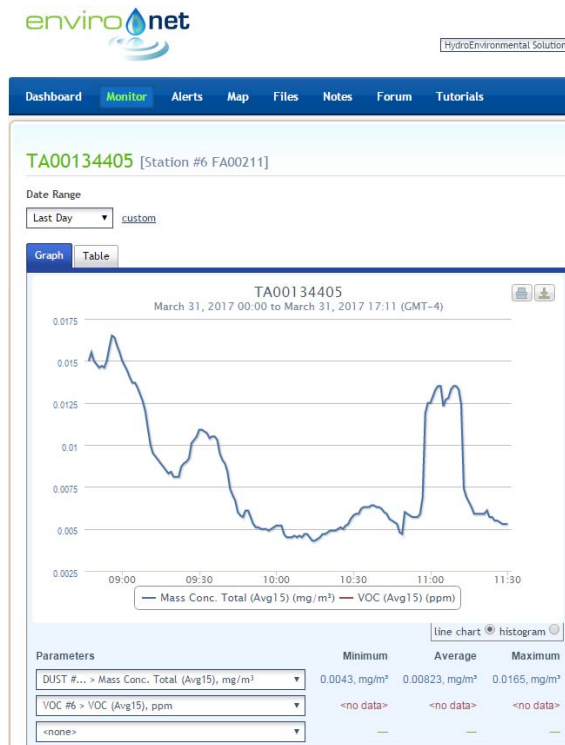 enviro net
HydroEnvironmental Solution
Dashboard Monitor Alerts Map Files Notes Forum Tutorials
TA00134405 [Station #6 FA00211]
Date Range
Last Day custom
Graph Table
TA00134405
March 31, 2017 00:00 to March 31, 2017 17:11 (GMT-4)
0.0175
0.015
0.0125
0.01
0.0075
0.005
0.0025
09:00 09:30 10:00 10:30 11:00 11:30
Mass Conc. Total (Avg15) (mg/m³) VOC (Avg15) (ppm)
line chart histogram
Parameters Minimum Average Maximum
DUST #... > Mass Conc. Total (Avg15), mg/m³ 0.0043, mg/m³ 0.00823, mg/m³ 0.0165, mg/m³
VOC #6 > VOC (Avg15), ppm <no data> <no data> <no data>
<none> — — —